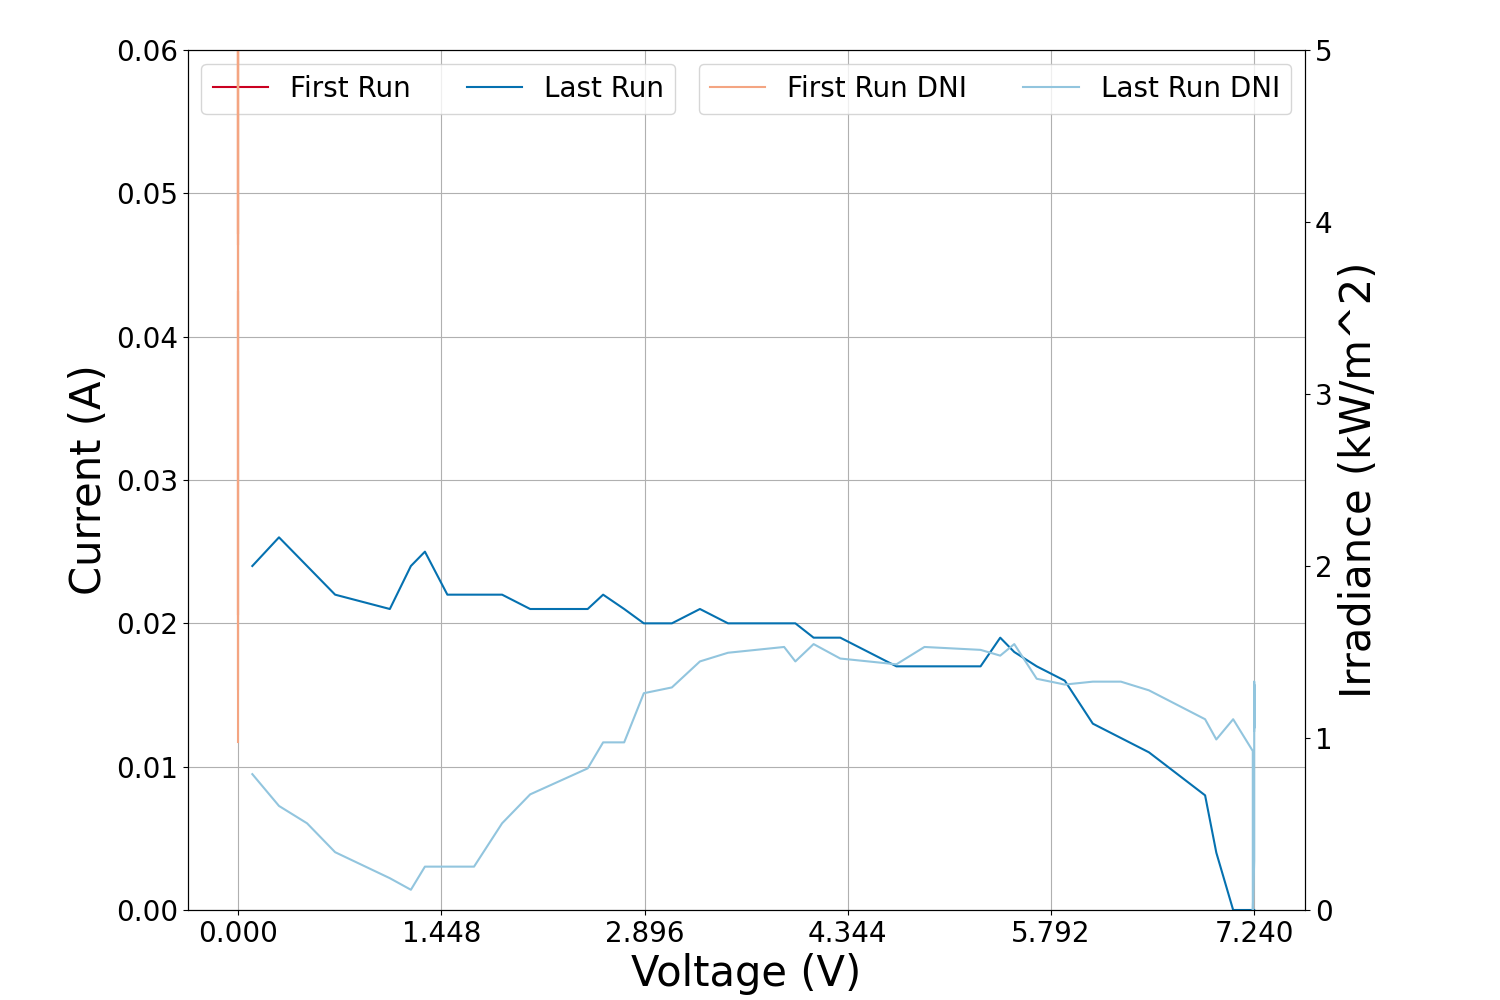 First Run
Last Run
First Run DNI
Last Run DNI
0.06
0.05
0.04
0.03
0.02
0.01
0.00
Current (A)
5
4
3
2
1
0
Irradiance (kW/m^2)
0.000
1.448
2.896
4.344
5.792
7.240
Voltage (V)